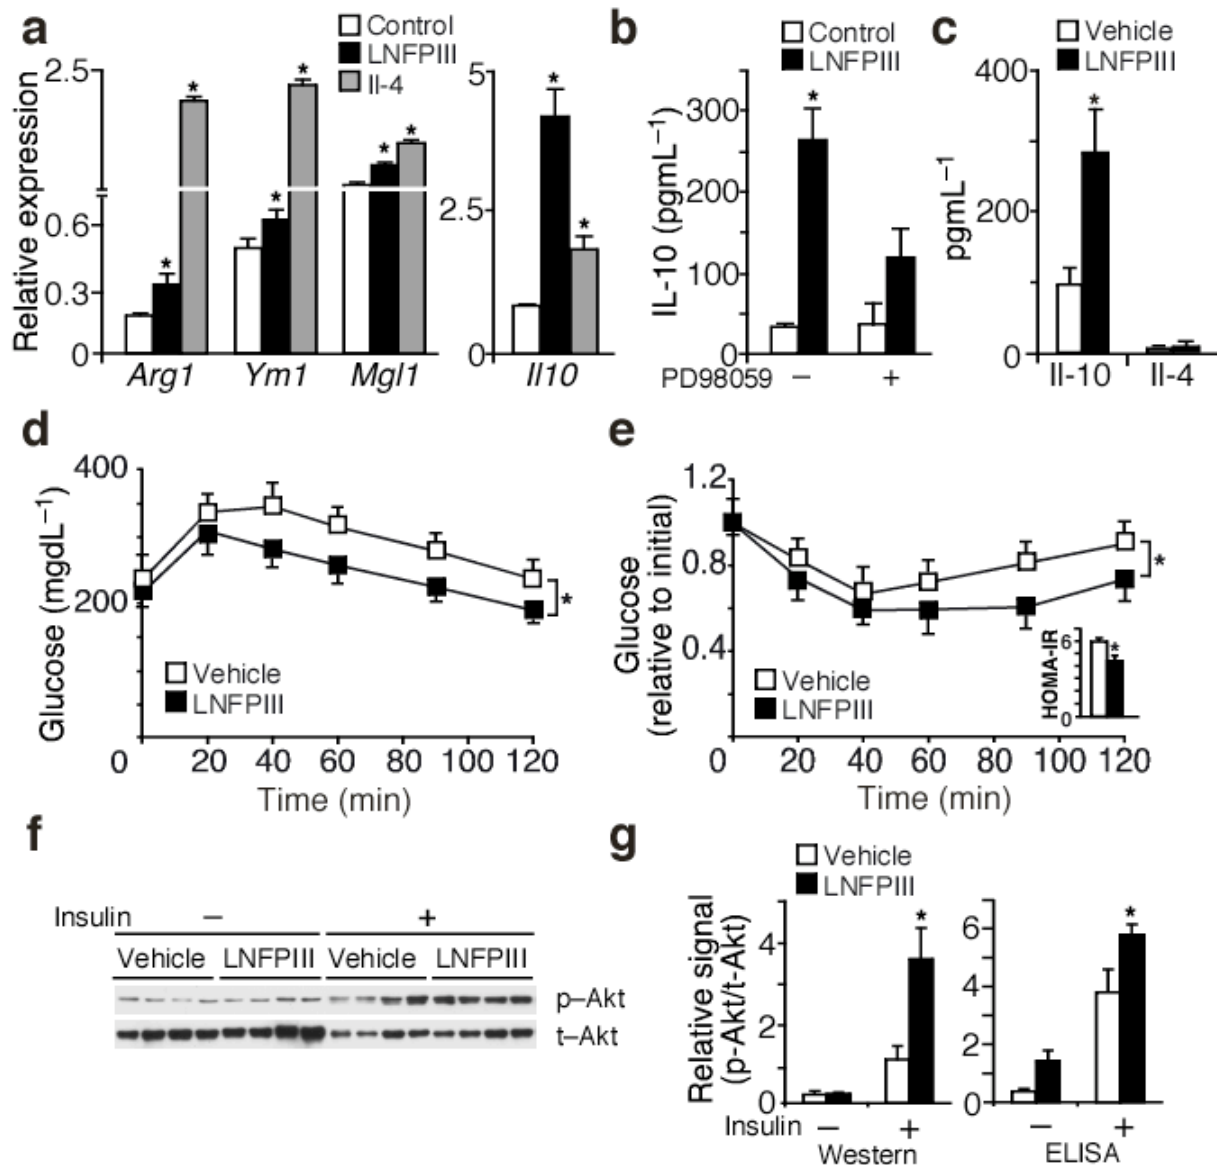 a
Control
LNFPIII
Il-4
Relative expression
2.5
0.6
0.3
0
* * * * * *
Arg1 Ym1 Mgl1
5
2.5
0
* *
Il10
b
Control
LNFPIII
IL-10 (pgmL–1)
300
200
100
0
*
PD98059 – +
c
Vehicle
LNFPIII
pgmL–1
400
200
0
*
Il-10 Il-4
d
Glucose (mgdL–1)
400
200
*
Vehicle
LNFPIII
0 20 40 60 80 100 120
Time (min)
e
Glucose
(relative to initial)
1.2
0.8
0.4
*
Vehicle
LNFPIII
HOMA-IR
6
0
*
0 20 40 60 80 100 120
Time (min)
f
Insulin – +
Vehicle LNFPIII Vehicle LNFPIII
p–Akt
t–Akt
g
Vehicle
LNFPIII
Relative signal
(p-Akt/t-Akt)
4
2
0
*
6
4
2
0
*
Insulin – + – +
Western ELISA